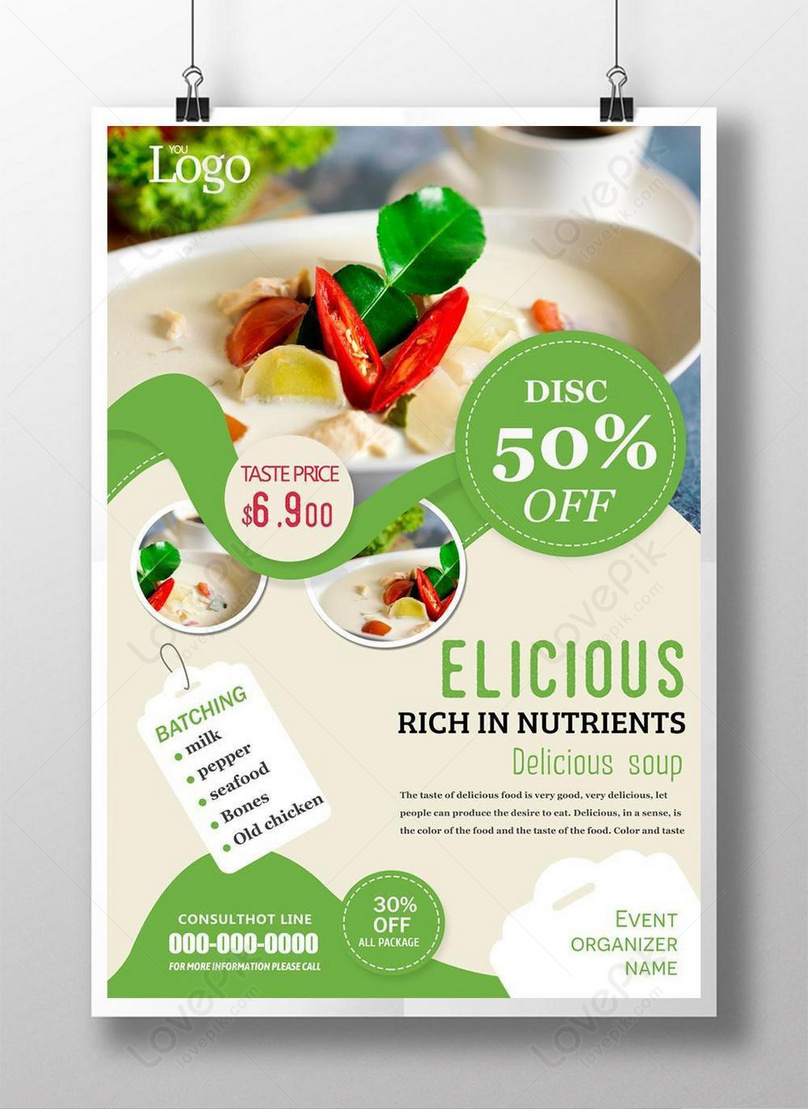 YOU
Logo
DISC
50%
OFF
TASTE PRICE
$6.900
ELICIOUS
RICH IN NUTRIENTS
Delicious soup
The taste of delicious food is very good, very delicious, let
people can produce the desire to eat. Delicious, in a sense, is
the color of the food and the taste of the food. Color and taste
BATCHING
milk
pepper
seafood
Bones
Old chicken
CONSULTHOT LINE
000-000-0000
FOR MORE INFORMATION PLEASE CALL
30%
OFF
ALL PACKAGE
EVENT
ORGANIZER
NAME
LovePik
lovepik.com